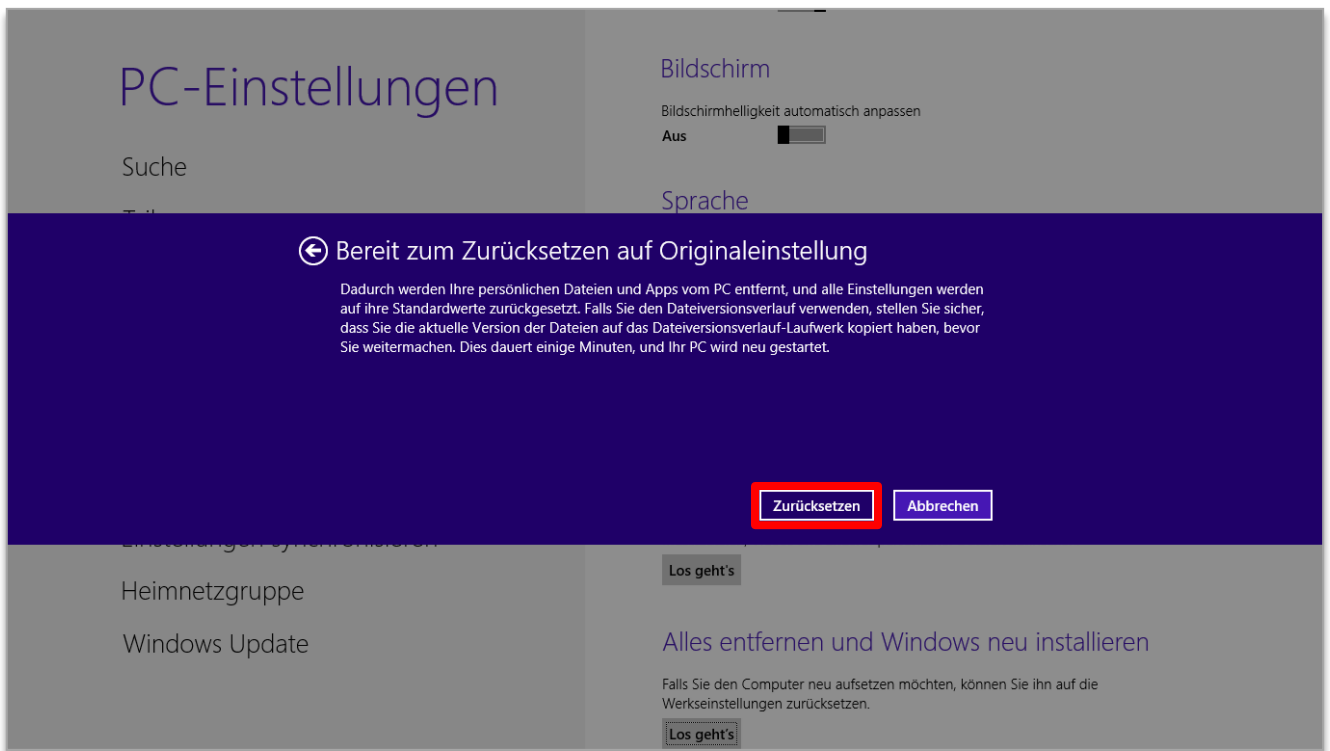 PC-Einstellungen
Suche
Bildschirm
Bildschirmhelligkeit automatisch anpassen
Aus
Sprache
Bereit zum Zurücksetzen auf Originaleinstellung
Dadurch werden Ihre persönlichen Dateien und Apps vom PC entfernt, und alle Einstellungen werden
auf ihre Standardwerte zurückgesetzt. Falls Sie den Dateiversionsverlauf verwenden, stellen Sie sicher,
dass Sie die aktuelle Version der Dateien auf das Dateiversionsverlauf-Laufwerk kopiert haben, bevor
Sie weitermachen. Dies dauert einige Minuten, und Ihr PC wird neu gestartet.
Zurücksetzen
Abbrechen
Einstellungen synchronisieren
Heimnetzgruppe
Windows Update
Los geht's
Alles entfernen und Windows neu installieren
Falls Sie den Computer neu aufsetzen möchten, können Sie ihn auf die
Werkseinstellungen zurücksetzen.
Los geht's